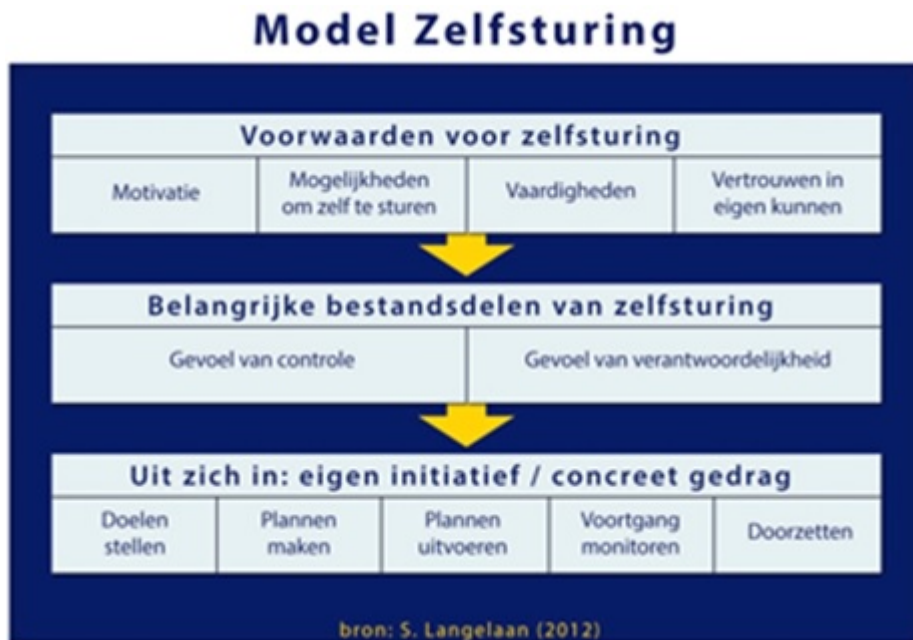 Model Zelfsturing
Voorwaarden voor zelfsturing
Motivatie
Mogelijkheden
om zelf te sturen
Vaardigheden
Vertrouwen in
eigen kunnen
Belangrijke bestandsdelen van zelfsturing
Gevoel van controle
Gevoel van verantwoordelijkheid
Uit zich in: eigen initiatief / concreet gedrag
Doelen
stellen
Plannen
maken
Plannen
uitvoeren
Voortgang
monitoren
Doorzetten
bron: S. Langelaan (2012)